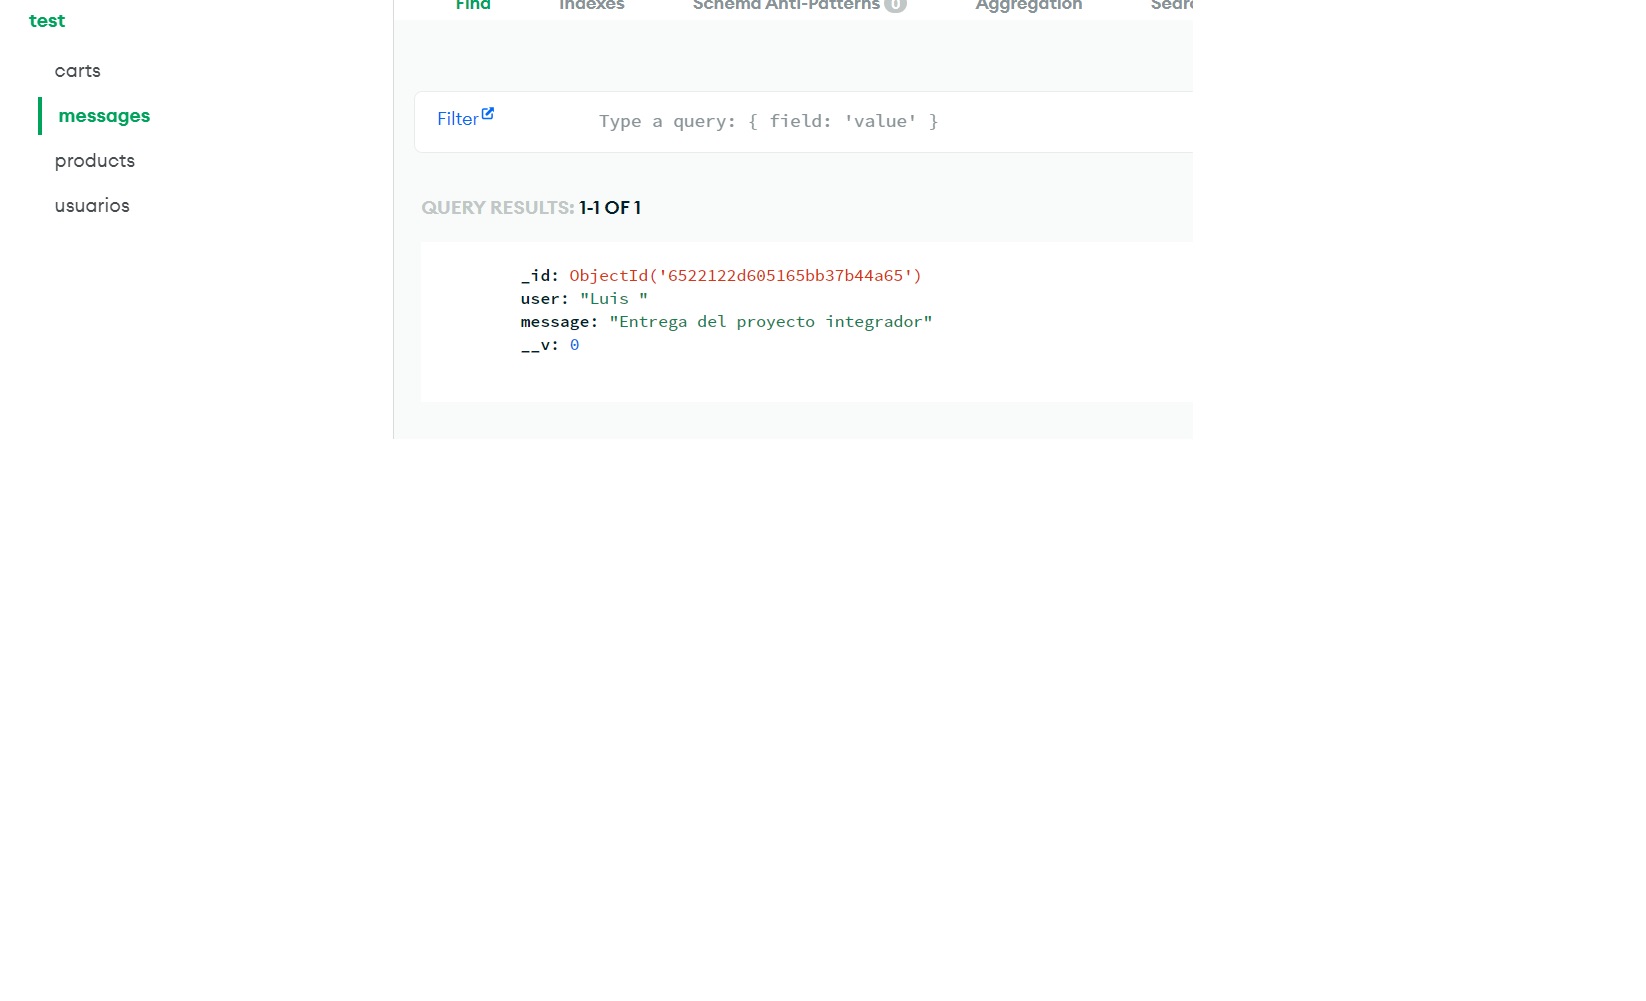 test
carts
messages
products
usuarios
Find Indexes Schema Anti-Patterns 0 Aggregation
Filter Type a query: { field: 'value' }
QUERY RESULTS: 1-1 OF 1
_id: ObjectId('6522122d605165bb37b44a65')
user: "Luis "
message: "Entrega del proyecto integrador"
__v: 0